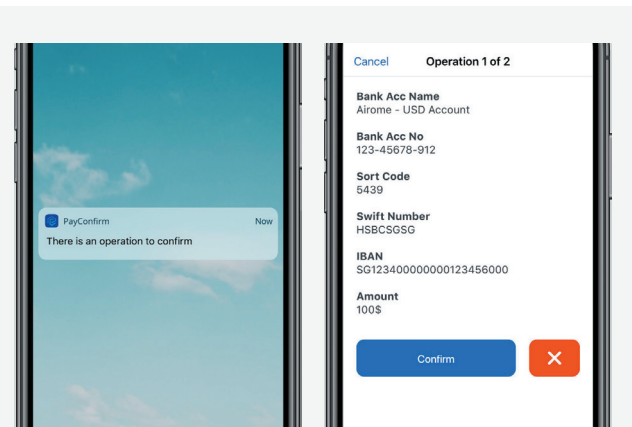 PayConfirm Now
There is an operation to confirm
Cancel Operation 1 of 2
Bank Acc Name
Airome - USD Account
Bank Acc No
123-45678-912
Sort Code
5439
Swift Number
HSBCSGSG
IBAN
SG123400000000123456000
Amount
100$
Confirm